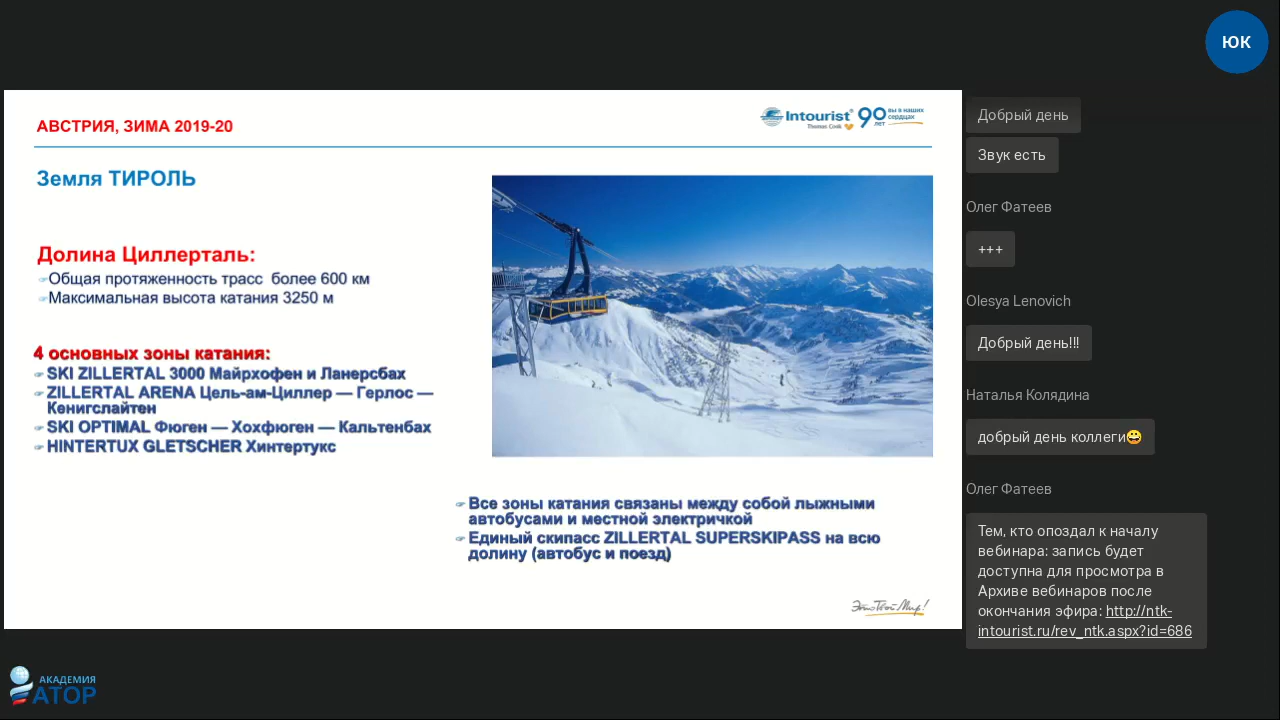 ЮК
АВСТРИЯ, ЗИМА 2019-20
Intourist
Thomas Cook
90 лет
вы в наших
сердцах
Земля ТИРОЛЬ
Долина Циллерталь:
Общая протяженность трасс более 600 км
Максимальная высота катания 3250 м
4 основных зоны катания:
SKI ZILLERTAL 3000 Майрхофен и Ланерсбах
ZILLERTAL ARENA Цель-ам-Циллер — Герлос —
Кенигслайтен
SKI OPTIMAL Фюген — Хохфюген — Кальтенбах
HINTERTUX GLETSCHER Хинтертукс
Все зоны катания связаны между собой лыжными
автобусами и местной электричкой
Единый скипасс ZILLERTAL SUPERSKIPASS на всю
долину (автобус и поезд)
Это Твой Мир!
АКАДЕМИЯ
АТОР
Добрый день
Звук есть
Олег Фатеев
+++
Olesya Lenovich
Добрый день!!!
Наталья Колядина
добрый день коллеги😀
Олег Фатеев
Тем, кто опоздал к началу
вебинара: запись будет
доступна для просмотра в
Архиве вебинаров после
окончания эфира: http://ntk-
intourist.ru/rev_ntk.aspx?id=686